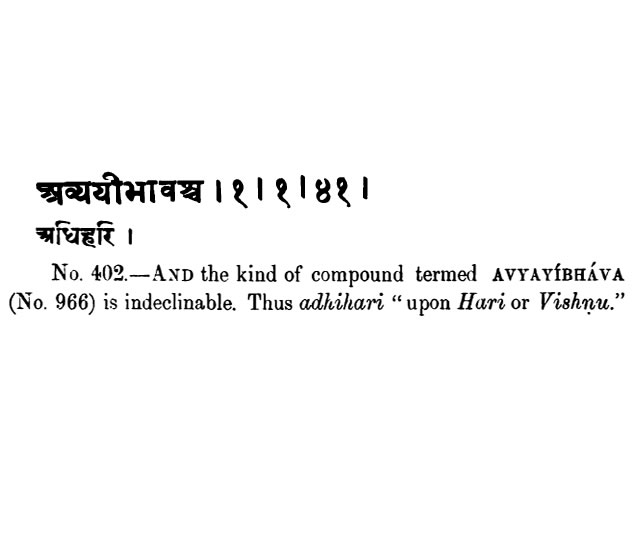 अव्ययीभावश्च । १ । १ । ४१ ।
अधिहरि ।
No. 402.—AND the kind of compound termed AVYAYÍBHÁVA
(No. 966) is indeclinable. Thus adhihari “upon Hari or Vishṇu.”